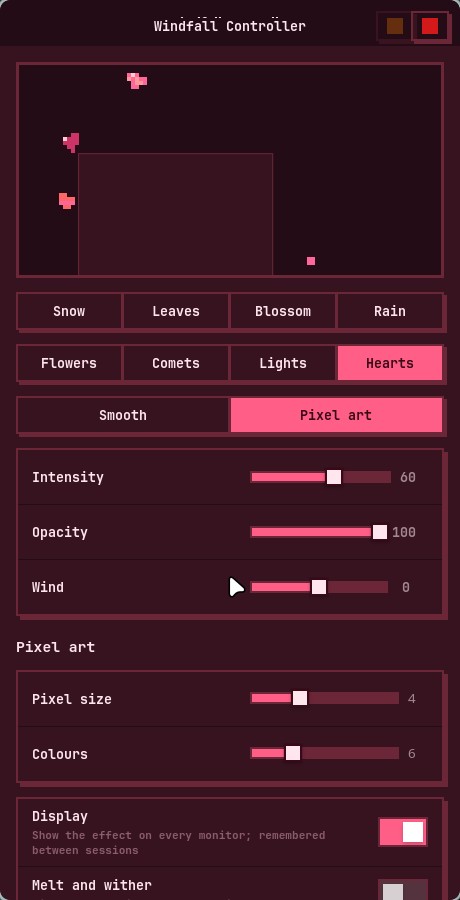 Windfall Controller
Snow Leaves Blossom Rain
Flowers Comets Lights Hearts
Smooth Pixel art
Intensity 60
Opacity 100
Wind 0
Pixel art
Pixel size 4
Colours 6
Display
Show the effect on every monitor; remembered
between sessions
Melt and wither